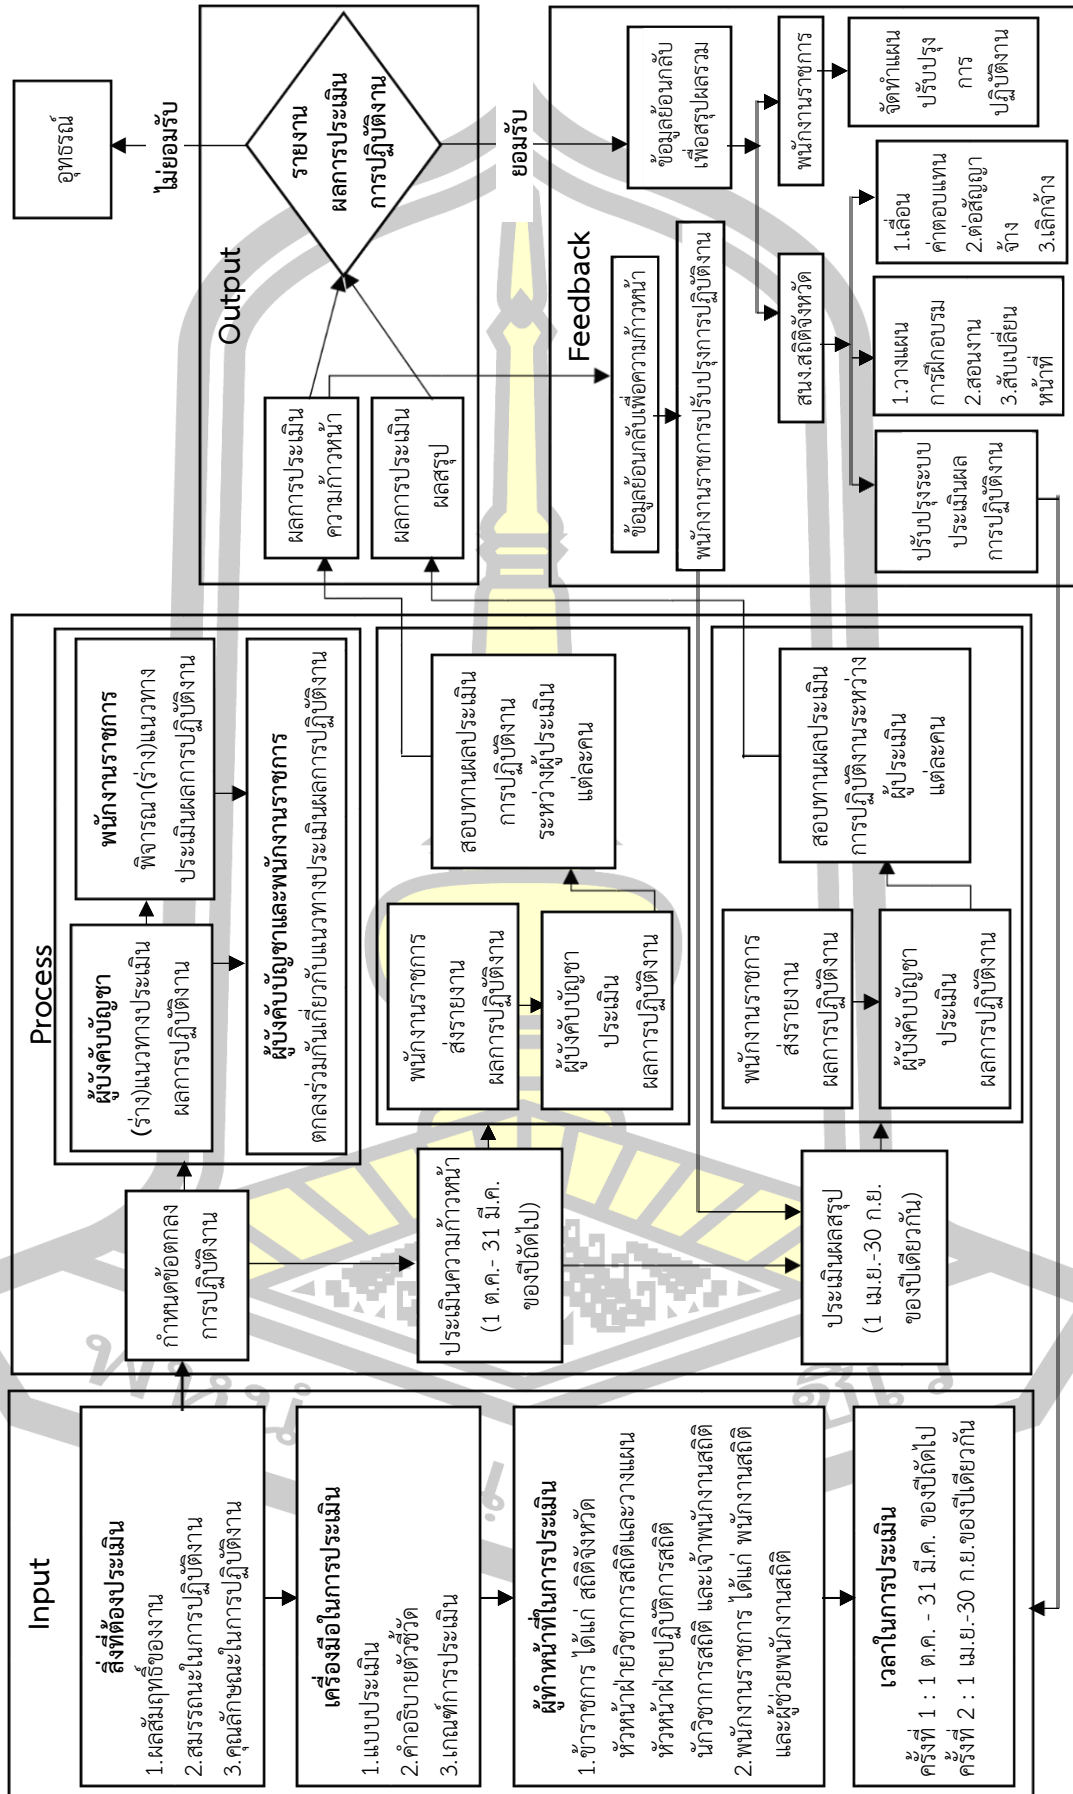 Input
สิ่งที่ต้องประเมิน
1.ผลสัมฤทธิ์ของงาน
2.สมรรถนะในการปฏิบัติงาน
3.คุณลักษณะในการปฏิบัติงาน
เครื่องมือในการประเมิน
1.แบบประเมิน
2.คำอธิบายตัวชี้วัด
3.เกณฑ์การประเมิน
ผู้ทำหน้าที่ในการประเมิน
1.ข้าราชการ ได้แก่ สถิติจังหวัด
หัวหน้าฝ่ายวิชาการสถิติและวางแผน
หัวหน้าฝ่ายปฏิบัติการสถิติ
นักวิชาการสถิติ และเจ้าพนักงานสถิติ
2.พนักงานราชการ ได้แก่ พนักงานสถิติ
และผู้ช่วยพนักงานสถิติ
เวลาในการประเมิน
ครั้งที่ 1 : 1 ต.ค. - 31 มี.ค. ของปีถัดไป
ครั้งที่ 2 : 1 เม.ย.-30 ก.ย.ของปีเดียวกัน
Process
กำหนดข้อตกลง
การปฏิบัติงาน
ผู้บังคับบัญชา
(ร่าง)แนวทางประเมิน
ผลการปฏิบัติงาน
พนักงานราชการ
พิจารณา(ร่าง)แนวทาง
ประเมินผลการปฏิบัติงาน
ผู้บังคับบัญชาและพนักงานราชการ
ตกลงร่วมกันเกี่ยวกับแนวทางประเมินผลการปฏิบัติงาน
ประเมินความก้าวหน้า
(1 ต.ค.- 31 มี.ค.
ของปีถัดไป)
พนักงานราชการ
ส่งรายงาน
ผลการปฏิบัติงาน
ผู้บังคับบัญชา
ประเมิน
ผลการปฏิบัติงาน
สอบทานผลประเมิน
การปฏิบัติงาน
ระหว่างผู้ประเมิน
แต่ละคน
ประเมินผลสรุป
(1 เม.ย.-30 ก.ย.
ของปีเดียวกัน)
พนักงานราชการ
ส่งรายงาน
ผลการปฏิบัติงาน
ผู้บังคับบัญชา
ประเมิน
ผลการปฏิบัติงาน
สอบทานผลประเมิน
การปฏิบัติงานระหว่าง
ผู้ประเมิน
แต่ละคน
Output
ผลการประเมิน
ความก้าวหน้า
ผลการประเมิน
ผลสรุป
รายงาน
ผลการประเมิน
การปฏิบัติงาน
ไม่ยอมรับ
อุทธรณ์
ยอมรับ
Feedback
ข้อมูลย้อนกลับเพื่อความก้าวหน้า
พนักงานราชการปรับปรุงการปฏิบัติงาน
ข้อมูลย้อนกลับ
เพื่อสรุปผลรวม
สนง.สถิติจังหวัด
พนักงานราชการ
ปรับปรุงระบบ
ประเมินผล
การปฏิบัติงาน
1.วางแผน
การฝึกอบรม
2.สอนงาน
3.สับเปลี่ยน
หน้าที่
1.เลื่อน
ค่าตอบแทน
2.ต่อสัญญา
จ้าง
3.เลิกจ้าง
จัดทำแผน
ปรับปรุง
การ
ปฏิบัติงาน